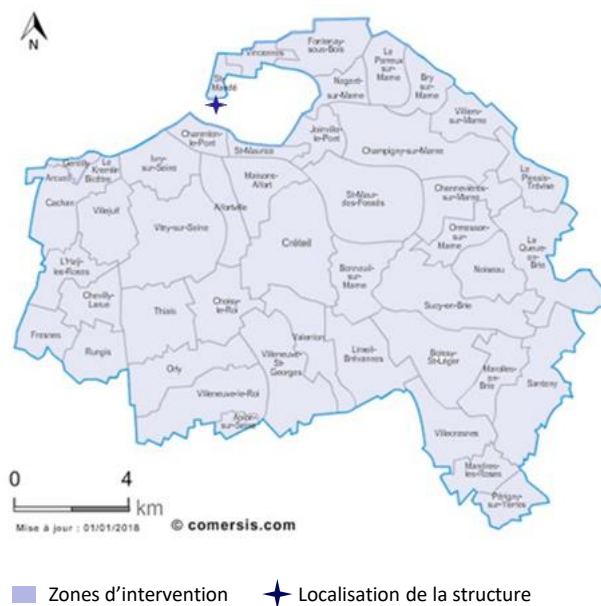 N
Fontenay-
sous-Bois
Vincennes
Le
Perreux
sur-
Marne
St-
Mandé
Nogent-
sur-Marne
Bry
sur-
Marne
Villiers-
sur-Marne
Charenton-
le-Pont
St-Maurice
Joinville-
le-Pont
Champigny-sur-Marne
Le
Plessis-
Trévise
Gentilly
Le
Kremlin
Bicêtre
Ivry-
sur-Seine
Arcueil
Maisons-
Alfort
Cachan
Villejuif
Vitry-sur-Seine
Alfortville
St-Maur-
des-Fossés
Chennevières-
sur-Marne
Créteil
Ormesson-
sur-
Marne
La
Queue-
en-Brie
L'Haÿ-
les-Roses
Bonneuil-
sur-
Marne
Noiseau
Chevilly-
Larue
Thiais
Choisy-
le-Roi
Sucy-en-Brie
Fresnes
Rungis
Valenton
Villeneuve-
St-
Georges
Limeil-
Brévannes
Boissy-
St-Léger
Marolles-
en-
Brie
Santeny
Orly
Villeneuve-le-Roi
Ablon-
sur-Seine
Villecresnes
Mandres-
les-Roses
Périgny-
sur-Yerres
0 4
km
Mise à jour : 01/01/2018 © comersis.com
Zones d’intervention Localisation de la structure